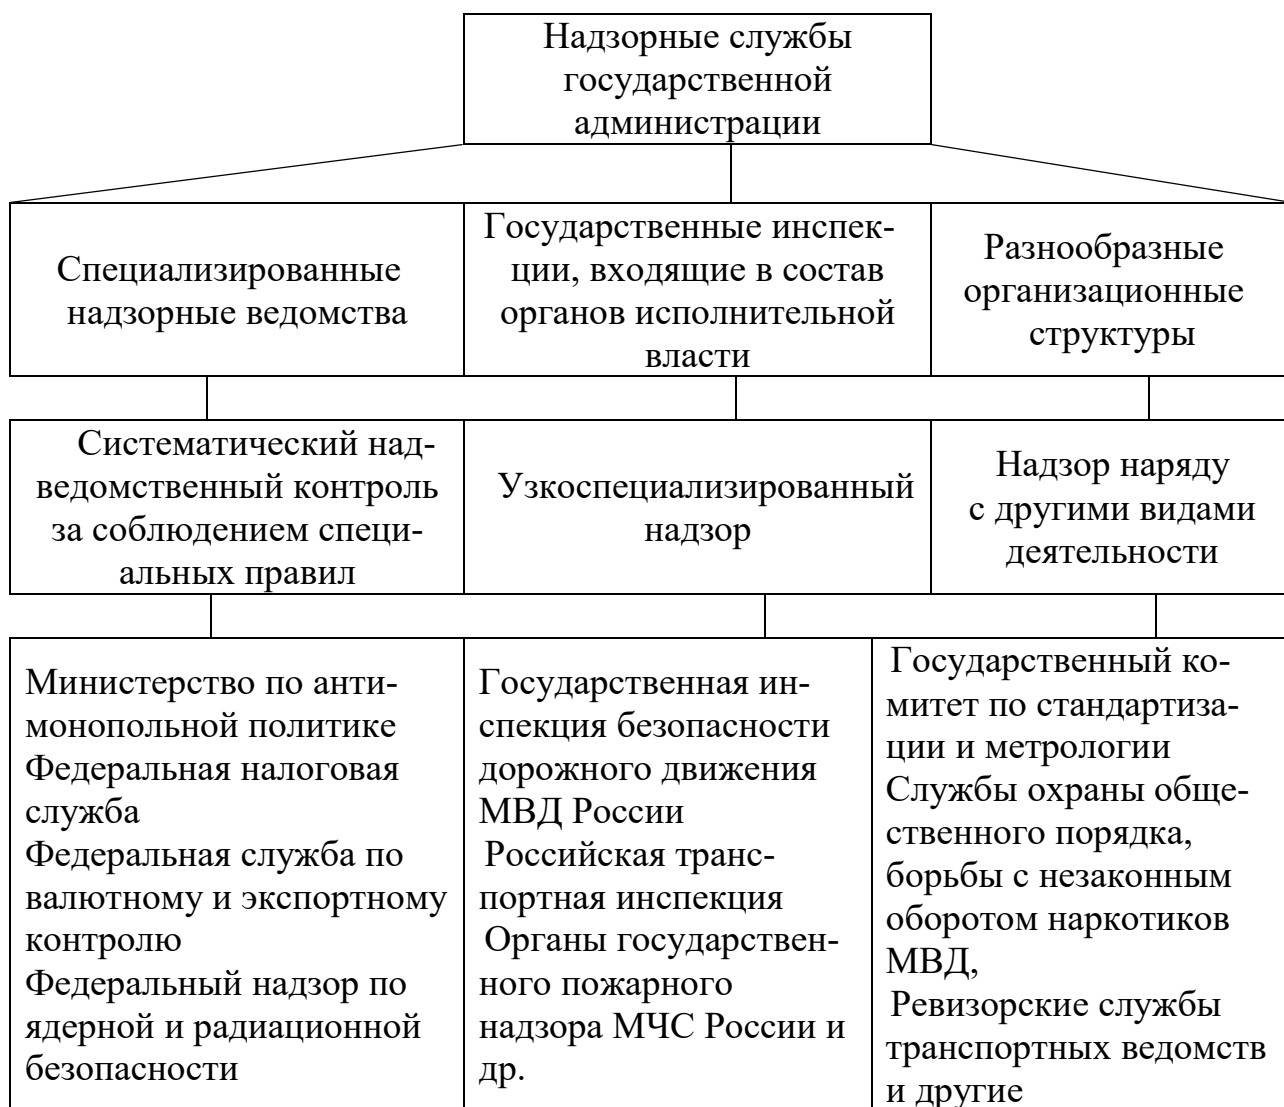 Надзорные службы
государственной
администрации
Специализированные
надзорные ведомства
Государственные инспек-
ции, входящие в состав
органов исполнительной
власти
Разнообразные
организационные
структуры
Систематический над-
ведомственный контроль
за соблюдением специ-
альных правил
Узкоспециализированный
надзор
Надзор наряду
с другими видами
деятельности
Министерство по анти-
монопольной политике
Федеральная налоговая
служба
Федеральная служба по
валютному и экспортному
контролю
Федеральный надзор по
ядерной и радиационной
безопасности
Государственная ин-
спекция безопасности
дорожного движения
МВД России
Российская транс-
портная инспекция
Органы государствен-
ного пожарного
надзора МЧС России и
др.
Государственный ко-
митет по стандартиза-
ции и метрологии
Службы охраны обще-
ственного порядка,
борьбы с незаконным
оборотом наркотиков
МВД,
Ревизорские службы
транспортных ведомств
и другие